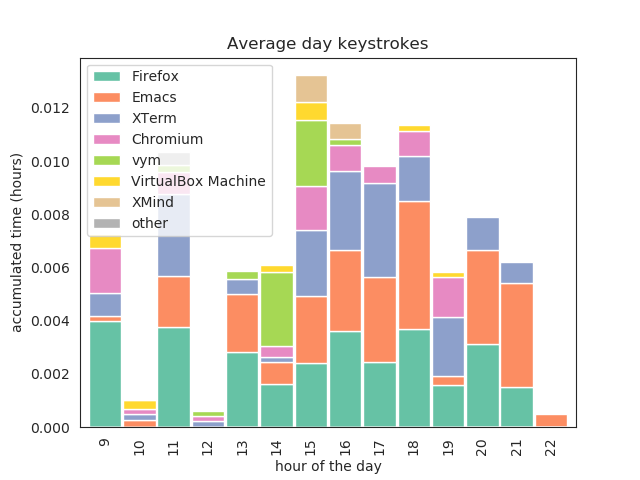 Average day keystrokes
Firefox
Emacs
XTerm
Chromium
vym
VirtualBox Machine
XMind
other
0.012
0.010
0.008
0.006
0.004
0.002
0.000
accumulated time (hours)
9 10 11 12 13 14 15 16 17 18 19 20 21 22
hour of the day